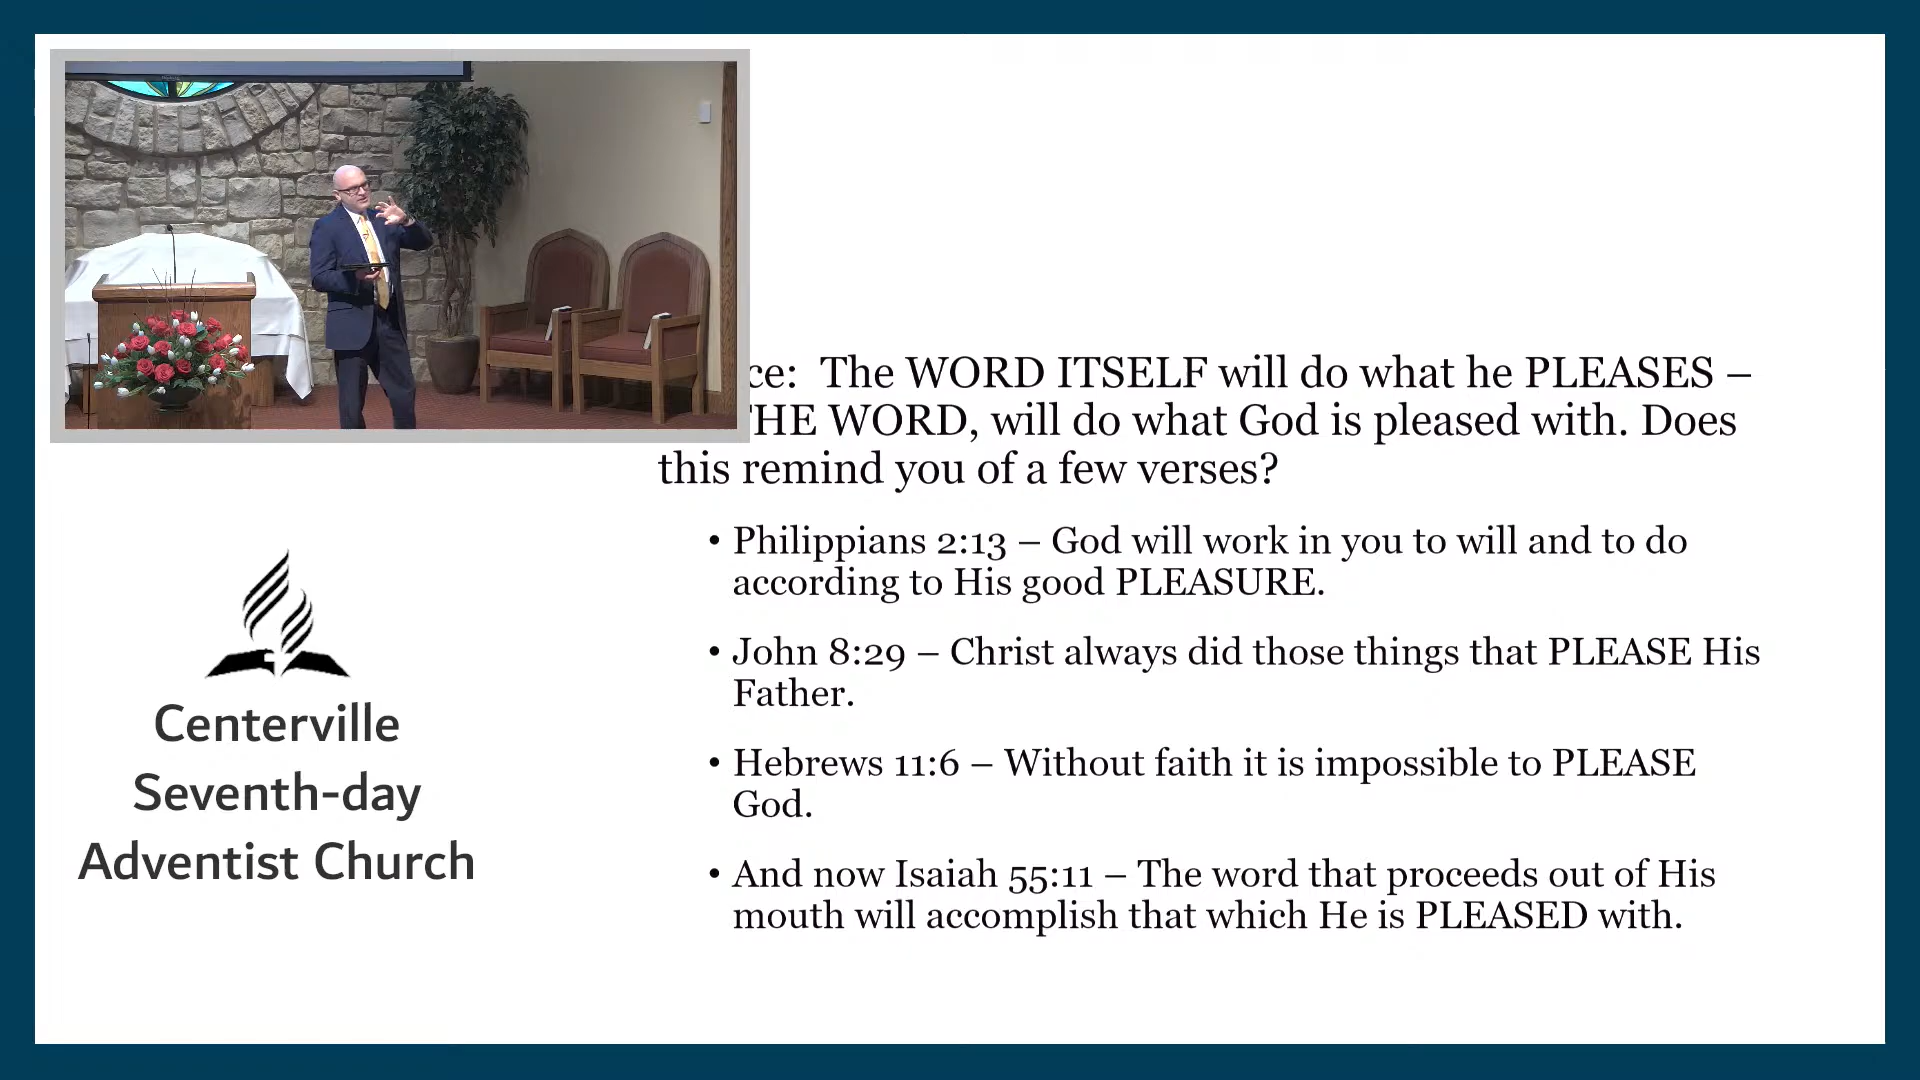 ce: The WORD ITSELF will do what he PLEASES –
THE WORD, will do what God is pleased with. Does
this remind you of a few verses?
• Philippians 2:13 – God will work in you to will and to do
according to His good PLEASURE.
• John 8:29 – Christ always did those things that PLEASE His
Father.
• Hebrews 11:6 – Without faith it is impossible to PLEASE
God.
• And now Isaiah 55:11 – The word that proceeds out of His
mouth will accomplish that which He is PLEASED with.
Centerville
Seventh-day
Adventist Church